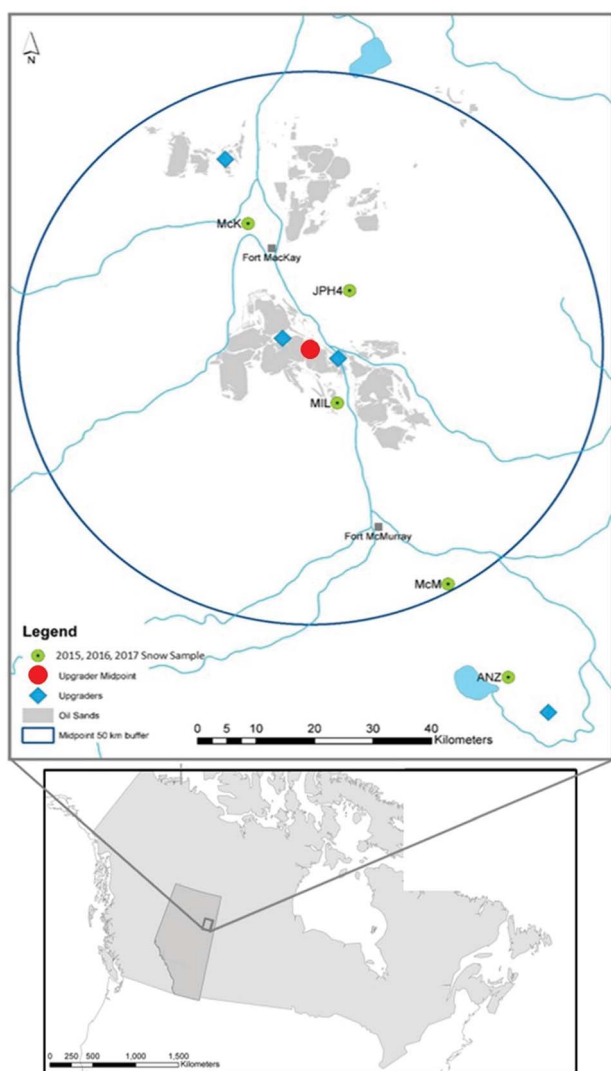 N
McK
Fort MacKay
JPH4
MIL
Fort McMurray
McM
ANZ
Legend
2015, 2016, 2017 Snow Sample
Upgrader Midpoint
Upgraders
Oil Sands
Midpoint 50 km buffer
0 5 10 20 30 40
Kilometers
0 250 500 1,000 1,500
Kilometers